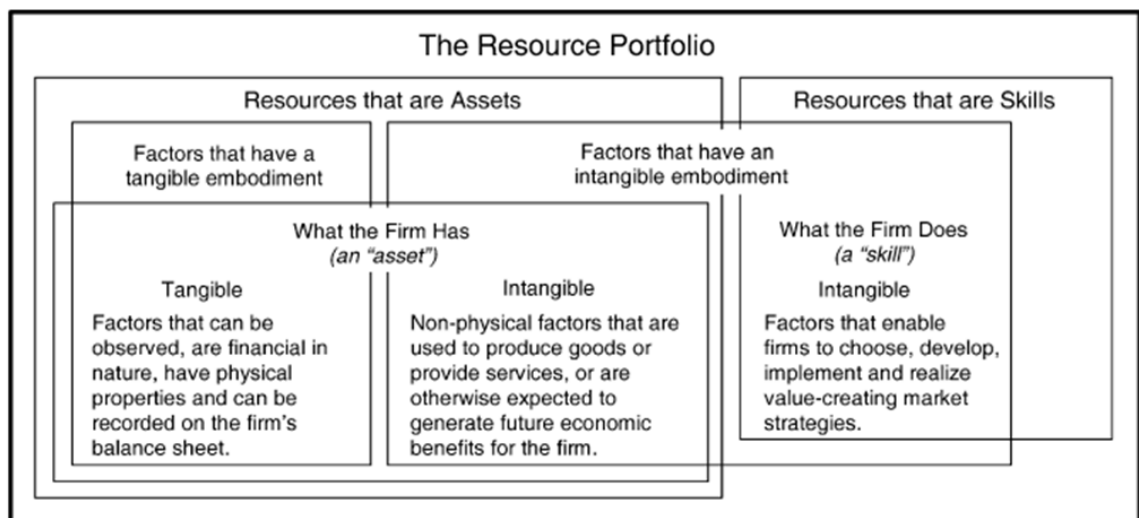 The Resource Portfolio
Resources that are Assets
Resources that are Skills
Factors that have a
tangible embodiment
Factors that have an
intangible embodiment
What the Firm Has
(an “asset”)
What the Firm Does
(a “skill”)
Tangible
Factors that can be
observed, are financial in
nature, have physical
properties and can be
recorded on the firm’s
balance sheet.
Intangible
Non-physical factors that are
used to produce goods or
provide services, or are
otherwise expected to
generate future economic
benefits for the firm.
Intangible
Factors that enable
firms to choose, develop,
implement and realize
value-creating market
strategies.